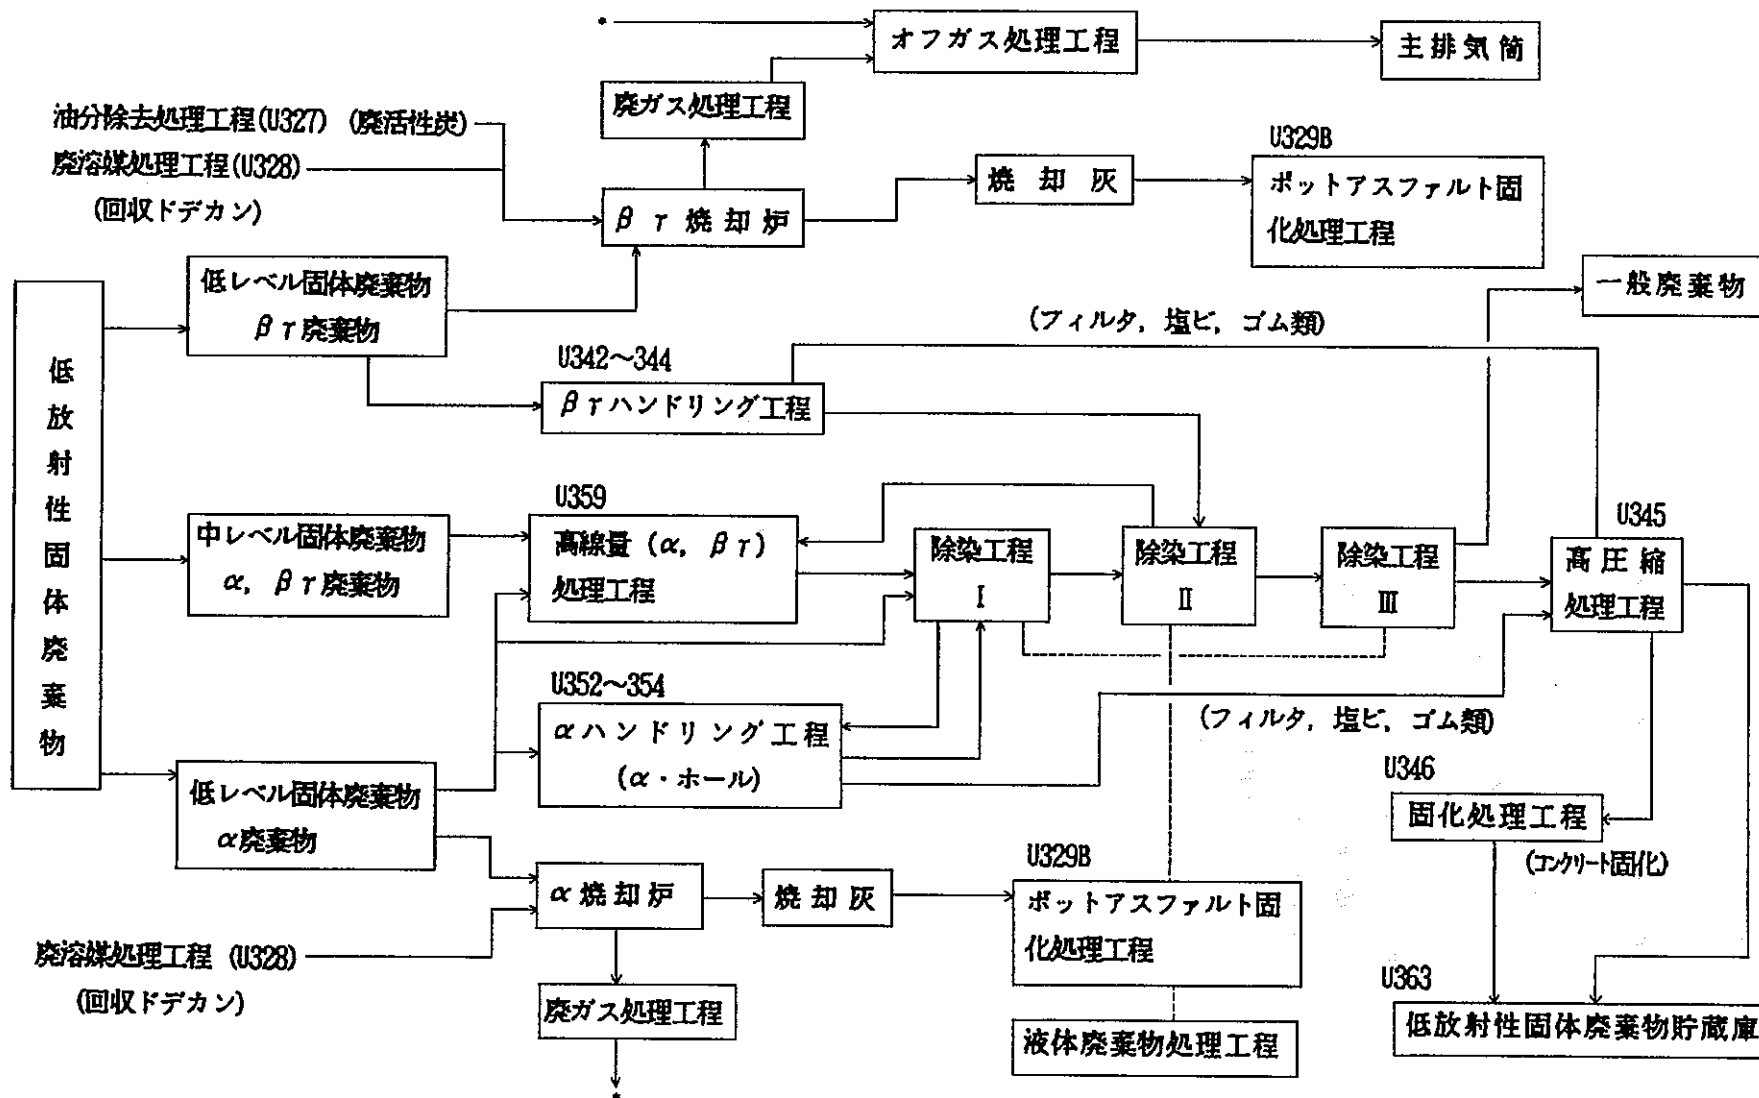 *
オフガス処理工程
主排気筒
廃ガス処理工程
油分除去処理工程(U327) (廃活性炭)
廃溶媒処理工程(U328)
(回収ドデカン)
βγ焼却炉
焼却灰
U329B
ポットアスファルト固
化処理工程
低レベル固体廃棄物
βγ廃棄物
一般廃棄物
(フィルタ, 塩ビ, ゴム類)
U342~344
βγハンドリング工程
低放射性固体廃棄物
中レベル固体廃棄物
α, βγ廃棄物
U359
高線量(α, βγ)
処理工程
除染工程
Ⅰ
除染工程
Ⅱ
除染工程
Ⅲ
U345
高圧縮
処理工程
U352~354
αハンドリング工程
(α・ホール)
(フィルタ, 塩ビ, ゴム類)
低レベル固体廃棄物
α廃棄物
U346
固化処理工程
(コンクリート固化)
α焼却炉
焼却灰
U329B
ポットアスファルト固
化処理工程
廃溶媒処理工程 (U328)
(回収ドデカン)
廃ガス処理工程
*
液体廃棄物処理工程
U363
低放射性固体廃棄物貯蔵庫